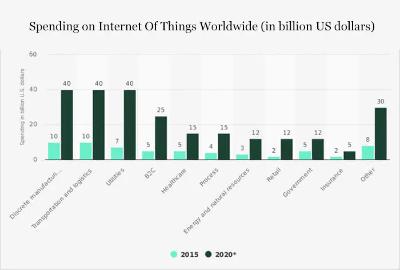 Spending on Internet Of Things Worldwide (in billion US dollars)
Spending in billion U.S. dollars
60
40
20
0
10 40
10 40
7 40
5 25
5 15
4 15
3 12
2 12
5 12
2 5
8 30
Discrete manufacturi...
Transportation and logistics
Utilities
B2C
Healthcare
Process
Energy and natural resources
Retail
Government
Insurance
Other
2015 2020*